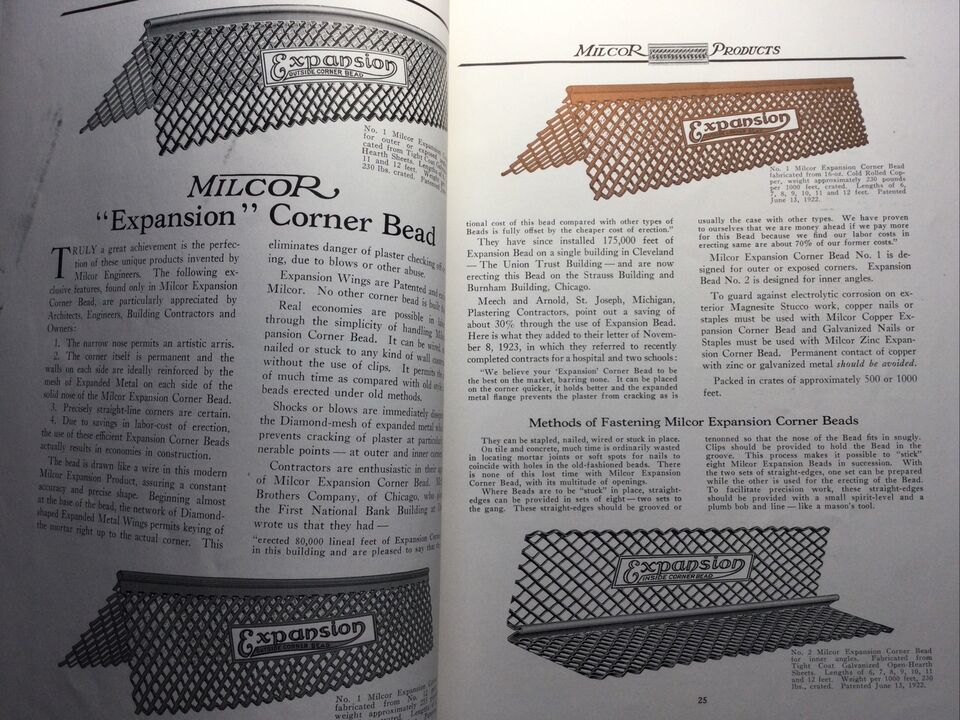 Expansion
OUTSIDE CORNER BEAD
No. 1 Milcor Expansion
for outer or exposed
cated from Tight
Hearth Sheets. Lengths of
11 and 12 feet. Weight
230 lbs. crated. Patented
MILCOR
"Expansion" Corner Bead
TRULY a great achievement is the perfec-
tion of these unique products invented by
Milcor Engineers. The following ex-
clusive features, found only in Milcor Expansion
Corner Bead, are particularly appreciated by
Architects, Engineers, Building Contractors and
Owners:
1. The narrow nose permits an artistic arris.
2. The corner itself is permanent and the
walls on each side are ideally reinforced by the
mesh of Expanded Metal on each side of the
solid nose of the Milcor Expansion Corner Bead.
3. Precisely straight-line corners are certain.
4. Due to savings in labor-cost of erection,
the use of these efficient Expansion Corner Beads
actually results in economies in construction.
The bead is drawn like a wire in this modern
Milcor Expansion Product, assuring a constant
accuracy and precise shape. Beginning almost
at the base of the bead, the network of Diamond-
shaped Expanded Metal Wings permits keying of
the mortar right up to the actual corner. This
eliminates danger of plaster checking off
ing, due to blows or other abuse.
Expansion Wings are Patented and
Milcor. No other corner bead is built
Real economies are possible in
through the simplicity of handling Milcor
pansion Corner Bead. It can be wired,
nailed or stuck to any kind of wall
without the use of clips. It permits
of much time as compared with old style
beads erected under old methods.
Shocks or blows are immediately
the Diamond-mesh of expanded metal
prevents cracking of plaster at particular
nerable points — at outer and inner
Contractors are enthusiastic in their
of Milcor Expansion Corner Bead.
Brothers Company, of Chicago, who
the First National Bank Building at
wrote us that they had —
"erected 80,000 lineal feet of Expansion
in this building and are pleased to say
Expansion
OUTSIDE CORNER BEAD
No. 1 Milcor Expansion
fabricated from No.
weight approximately
MILCOR PRODUCTS
Expansion
No. 1 Milcor Expansion Corner Bead
fabricated from 16-oz. Cold Rolled Cop-
per, weight approximately 230 pounds
per 1000 feet, crated. Lengths of 6,
7, 8, 9, 10, 11 and 12 feet. Patented
June 13, 1922.
tional cost of this bead compared with other types of
Beads is fully offset by the cheaper cost of erection."
They have since installed 175,000 feet of
Expansion Bead on a single building in Cleveland
— The Union Trust Building — and are now
erecting this Bead on the Strauss Building and
Burnham Building, Chicago.
Meech and Arnold, St. Joseph, Michigan,
Plastering Contractors, point out a saving of
about 30% through the use of Expansion Bead.
Here is what they added to their letter of Novem-
ber 8, 1923, in which they referred to recently
completed contracts for a hospital and two schools:
"We believe your 'Expansion' Corner Bead to be
the best on the market, barring none. It can be placed
on the corner quicker, it holds better and the expanded
metal flange prevents the plaster from cracking as is
usually the case with other types. We have proven
to ourselves that we are money ahead if we pay more
for this Bead because we find our labor costs in
erecting same are about 70% of our former costs."
Milcor Expansion Corner Bead No. 1 is de-
signed for outer or exposed corners. Expansion
Bead No. 2 is designed for inner angles.
To guard against electrolytic corrosion on ex-
terior Magnesite Stucco work, copper nails or
staples must be used with Milcor Copper Ex-
pansion Corner Bead and Galvanized Nails or
Staples must be used with Milcor Zinc Expan-
sion Corner Bead. Permanent contact of copper
with zinc or galvanized metal should be avoided.
Packed in crates of approximately 500 or 1000
feet.
Methods of Fastening Milcor Expansion Corner Beads
They can be stapled, nailed, wired or stuck in place.
On tile and concrete, much time is ordinarily wasted
in locating mortar joints or soft spots for nails to
coincide with holes in the old-fashioned beads. There
is none of this lost time with Milcor Expansion
Corner Bead, with its multitude of openings.
Where Beads are to be "stuck" in place, straight-
edges can be provided in sets of eight — two sets to
the gang. These straight-edges should be grooved or
tenonned so that the nose of the Bead fits in snugly.
Clips should be provided to hold the Bead in the
groove. This process makes it possible to "stick"
eight Milcor Expansion Beads in succession. With
the two sets of straight-edges, one set can be prepared
while the other is used for the erecting of the Bead.
To facilitate precision work, these straight-edges
should be provided with a small spirit-level and a
plumb bob and line — like a mason's tool.
Expansion
INSIDE CORNER BEAD
No. 2 Milcor Expansion Corner Bead
for inner angles. Fabricated from
Tight Coat Galvanized Open-Hearth
Sheets. Lengths of 6, 7, 8, 9, 10, 11
and 12 feet. Weight per 1000 feet, 230
lbs., crated. Patented June 13, 1922.
25